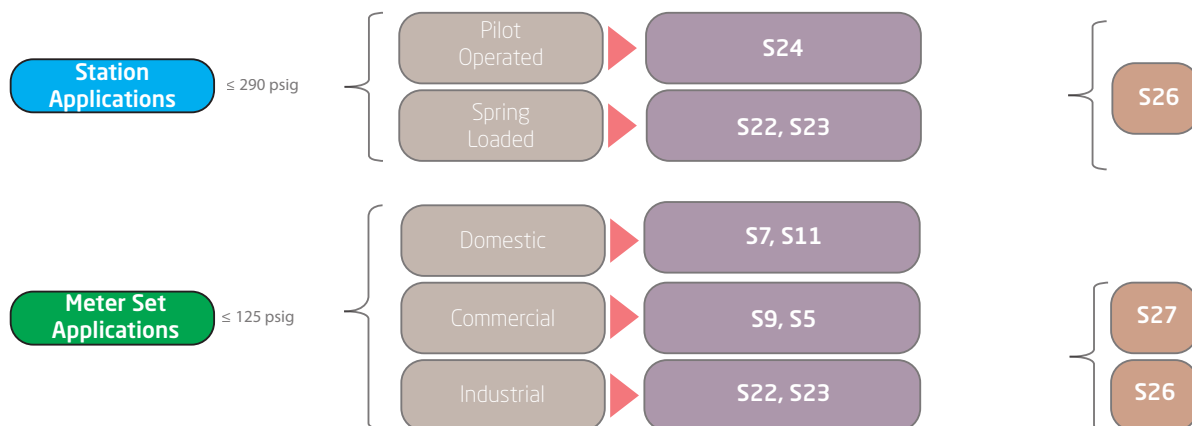 Station
Applications
≤ 290 psig
Pilot
Operated
S24
Spring
Loaded
S22, S23
S26
Meter Set
Applications
≤ 125 psig
Domestic
S7, S11
Commercial
S9, S5
S27
Industrial
S22, S23
S26